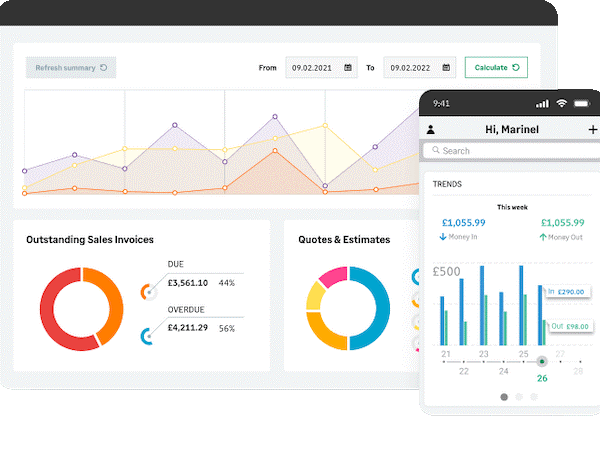 Refresh summary
From 09.02.2021 To 09.02.2022 Calculate
Outstanding Sales Invoices
DUE
£3,561.10 44%
OVERDUE
£4,211.29 56%
Quotes & Estimates
9:41
Hi, Marinel
Search
TRENDS
This week
£1,055.99 £1,055.99
Money In Money Out
£500
In £290.00
Out £98.00
21 23 25 27
22 24 26 28